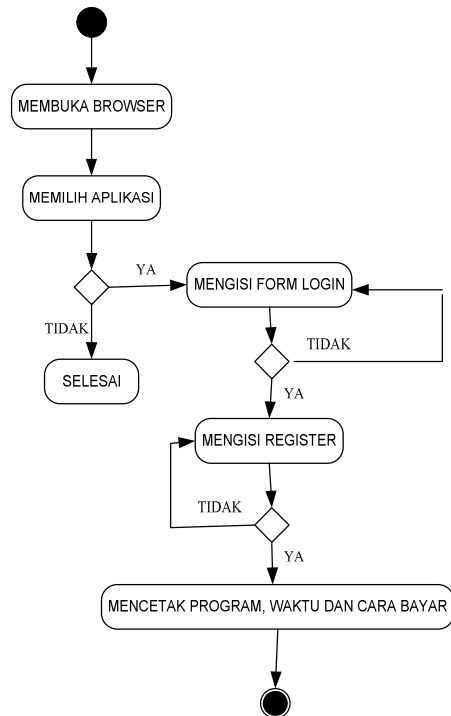 MEMBUKA BROWSER
MEMILIH APLIKASI
YA
MENGISI FORM LOGIN
TIDAK
TIDAK
SELESAI
YA
MENGISI REGISTER
TIDAK
YA
MENCETAK PROGRAM, WAKTU DAN CARA BAYAR